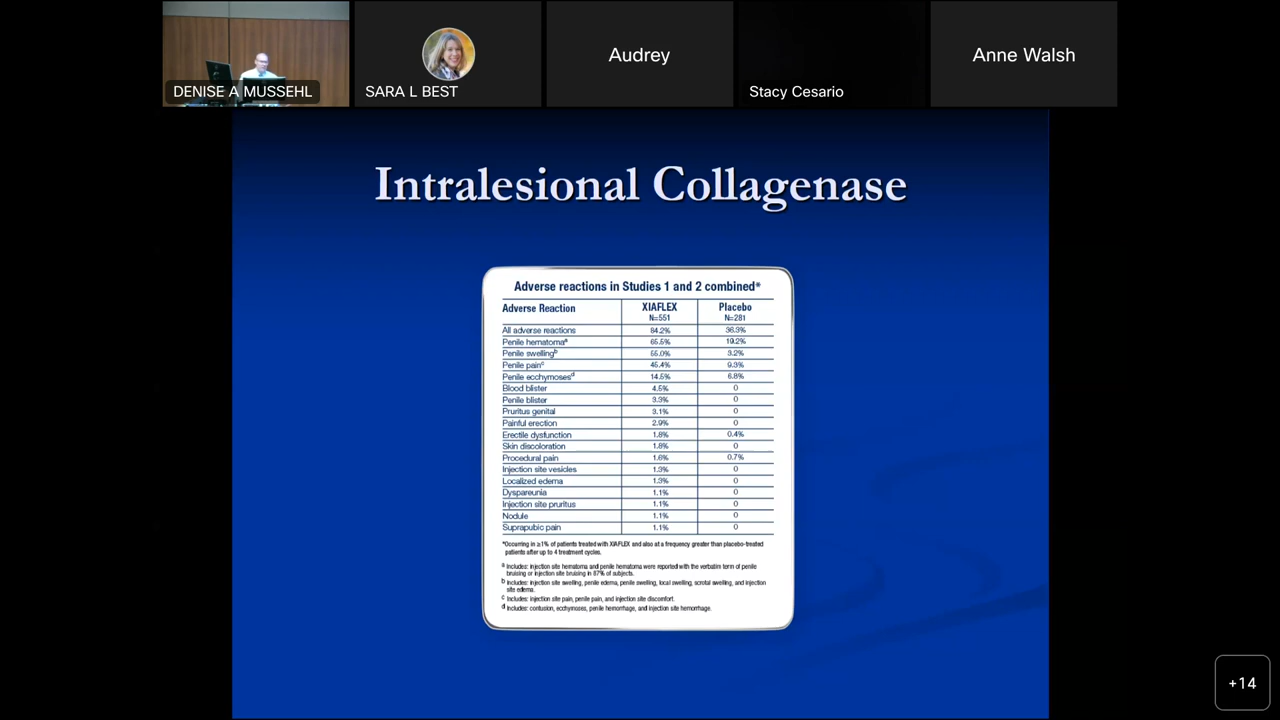 DENISE A MUSSEHL
SARA L BEST
Audrey
Stacy Cesario
Anne Walsh
Intralesional Collagenase
Adverse reactions in Studies 1 and 2 combined*
Adverse Reaction XIAFLEX N=551 Placebo N=281
All adverse reactions 84.2% 36.3%
Penile hematomaᵃ 65.5% 19.2%
Penile swellingᵇ 55.0% 3.2%
Penile painᶜ 45.4% 9.3%
Penile ecchymosesᵈ 14.5% 6.8%
Blood blister 4.5% 0
Penile blister 3.3% 0
Pruritus genital 3.1% 0
Painful erection 2.9% 0
Erectile dysfunction 1.8% 0.4%
Skin discoloration 1.8% 0
Procedural pain 1.6% 0.7%
Injection site vesicles 1.3% 0
Localized edema 1.3% 0
Dyspareunia 1.1% 0
Injection site pruritus 1.1% 0
Nodule 1.1% 0
Suprapubic pain 1.1% 0
*Occurring in ≥1% of patients treated with XIAFLEX and also at a frequency greater than placebo-treated
patients after up to 4 treatment cycles.
ᵃ Includes: injection site hematoma and penile hematoma were reported with the verbatim term of penile
bruising or injection site bruising in 87% of subjects.
ᵇ Includes: injection site swelling, penile edema, penile swelling, local swelling, scrotal swelling, and injection
site edema.
ᶜ Includes: injection site pain, penile pain, and injection site discomfort.
ᵈ Includes: contusion, ecchymoses, penile hemorrhage, and injection site hemorrhage.
+14